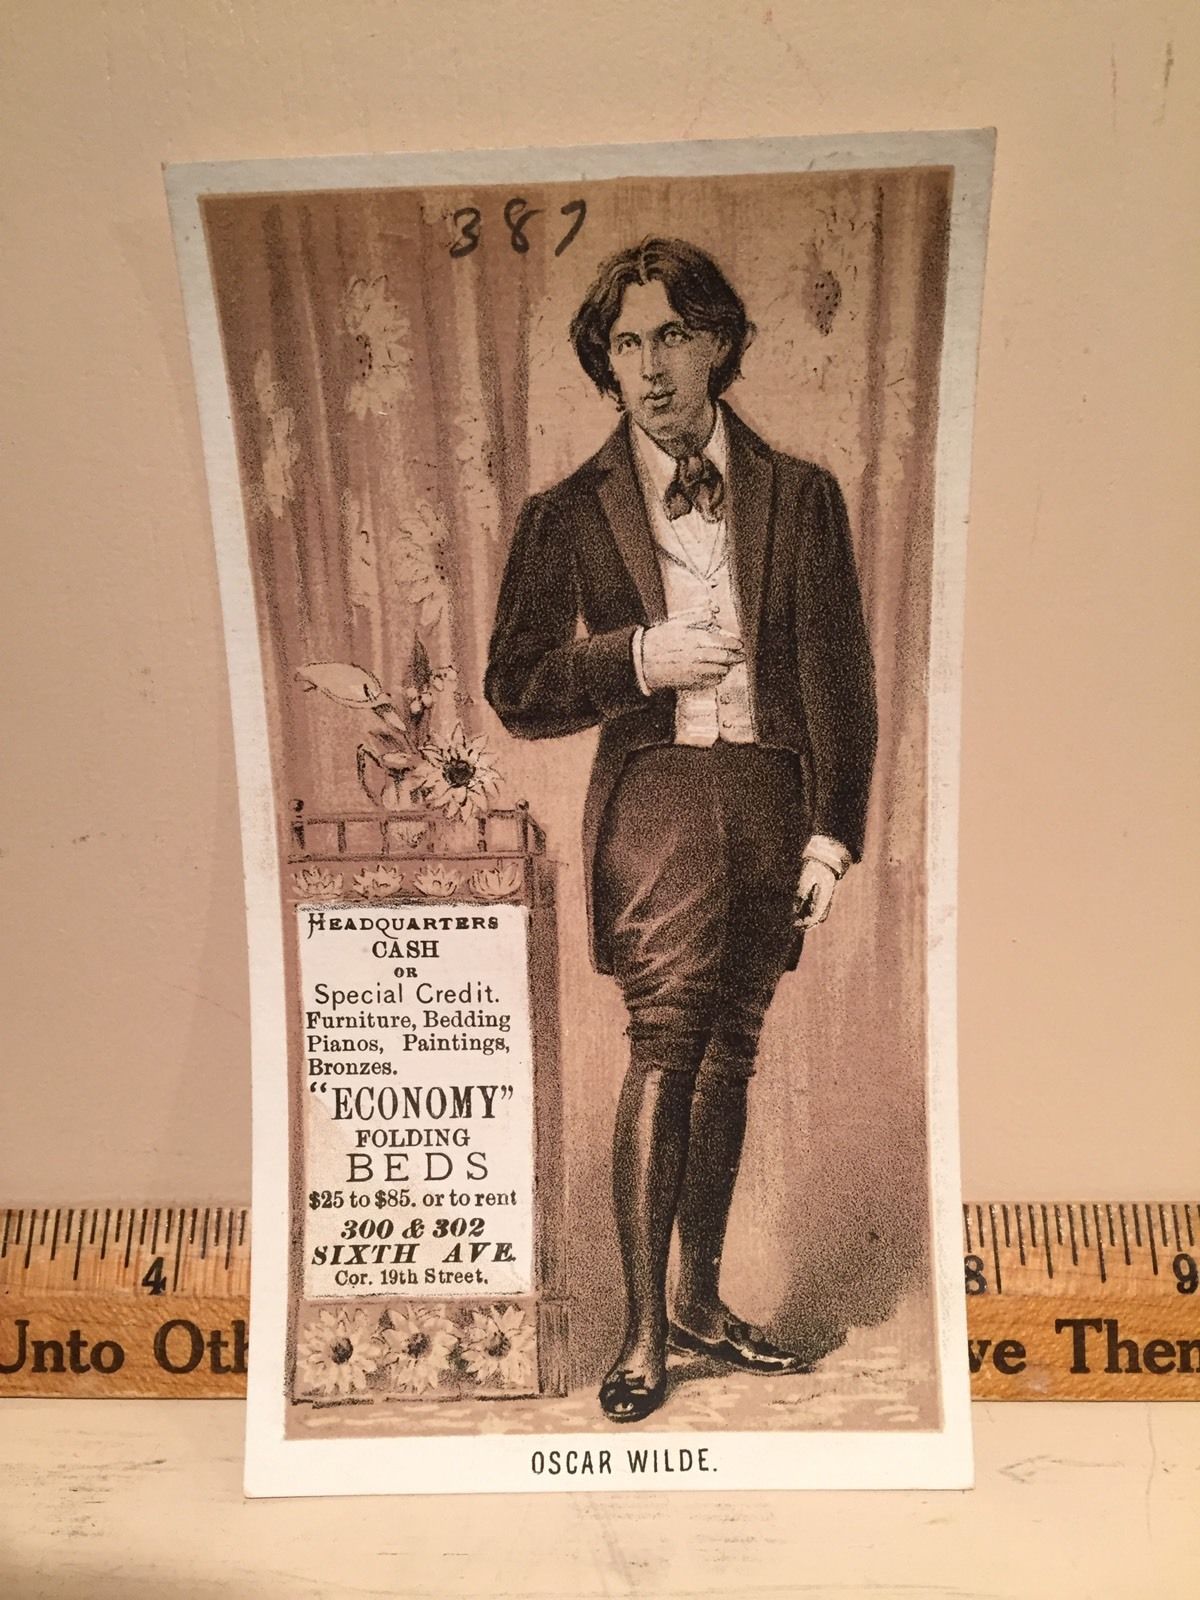 387
HEADQUARTERS
CASH
OR
Special Credit.
Furniture, Bedding
Pianos, Paintings,
Bronzes.
"ECONOMY"
FOLDING
BEDS
$25 to $85. or to rent
300 & 302
SIXTH AVE.
Cor. 19th Street.
4 8 9
Unto Oth ve Them
OSCAR WILDE.